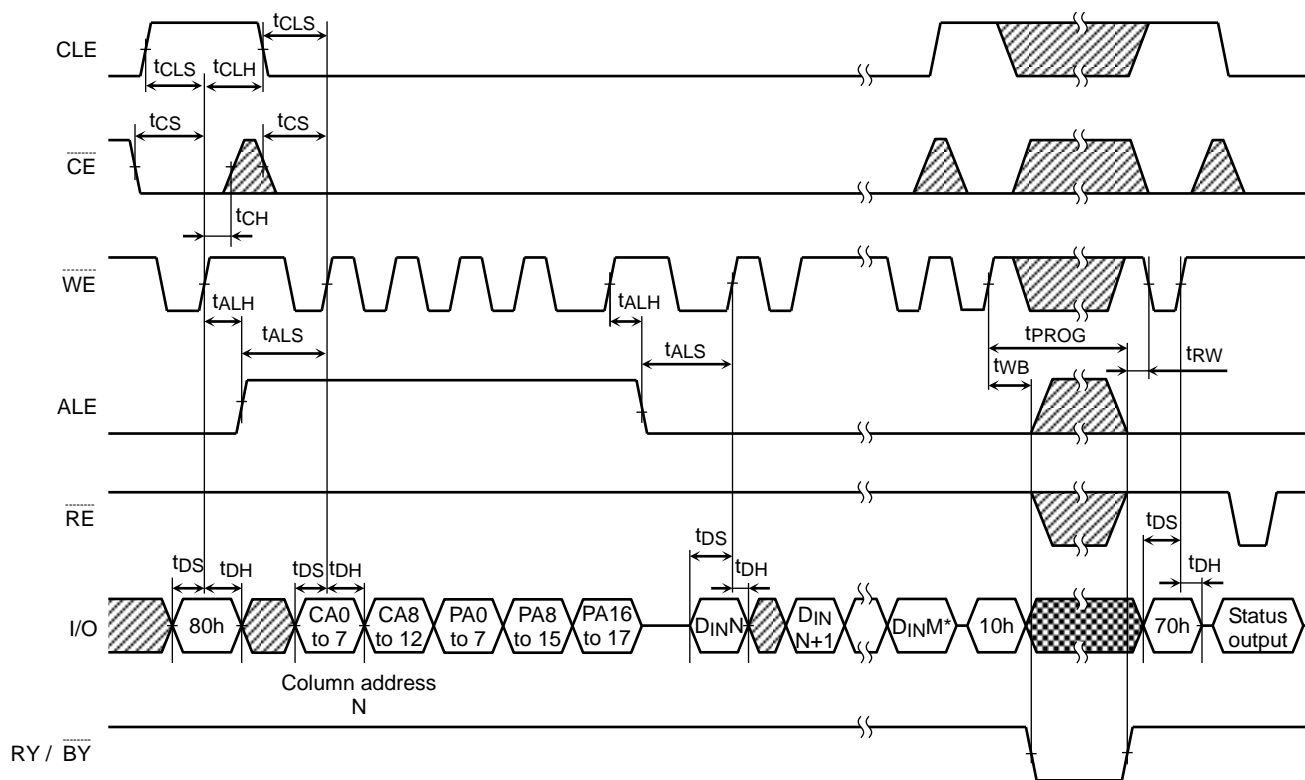 tCLS
CLE
tCLS tCLH
tCS tCS
CE
tCH
WE
tALH tALH
tALS tPROG
tALS tRW
tWB
ALE
RE
tDS tDS
tDS tDH tDS tDH tDH tDH
I/O 80h CA0 to 7 CA8 to 12 PA0 to 7 PA8 to 15 PA16 to 17 DINN DIN N+1 DINM* 10h 70h Status output
Column address
N
RY / BY